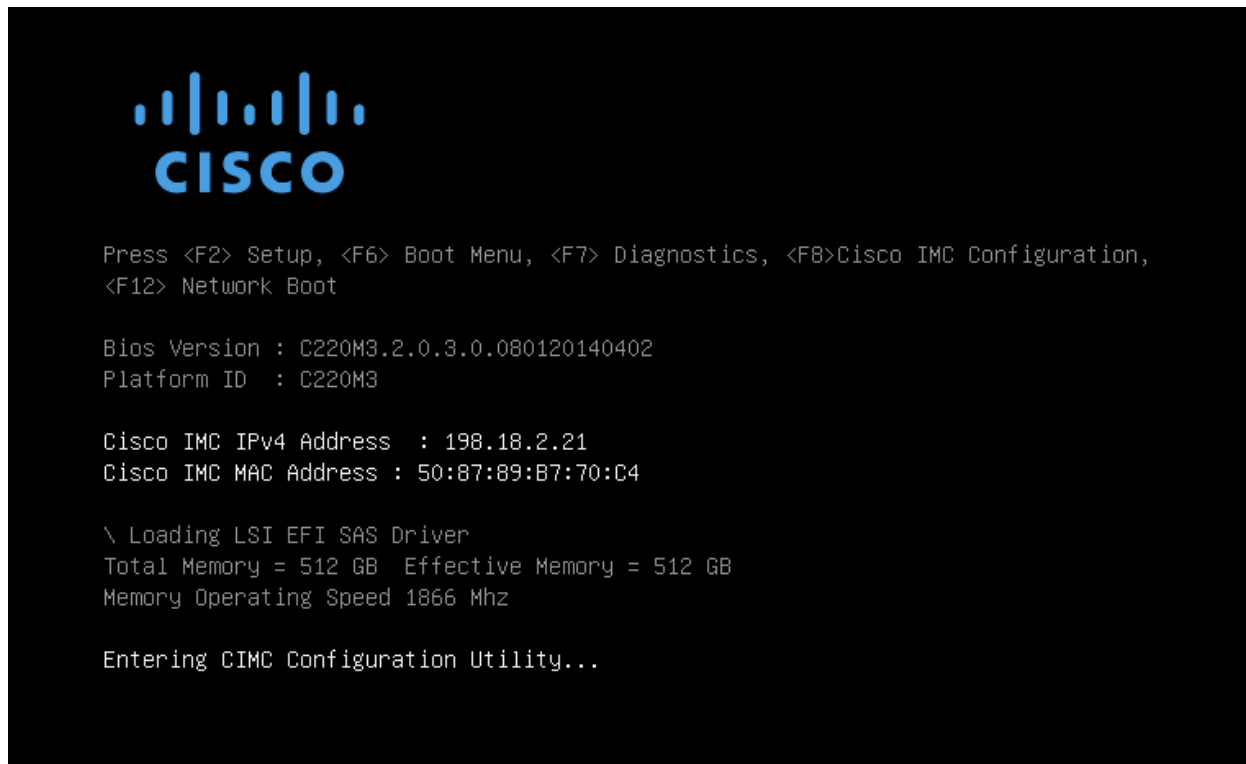 CISCO
Press <F2> Setup, <F6> Boot Menu, <F7> Diagnostics, <F8>Cisco IMC Configuration,
<F12> Network Boot
Bios Version : C220M3.2.0.3.0.080120140402
Platform ID  : C220M3
Cisco IMC IPv4 Address  : 198.18.2.21
Cisco IMC MAC Address : 50:87:89:B7:70:C4
\ Loading LSI EFI SAS Driver
Total Memory = 512 GB  Effective Memory = 512 GB
Memory Operating Speed 1866 Mhz
Entering CIMC Configuration Utility...